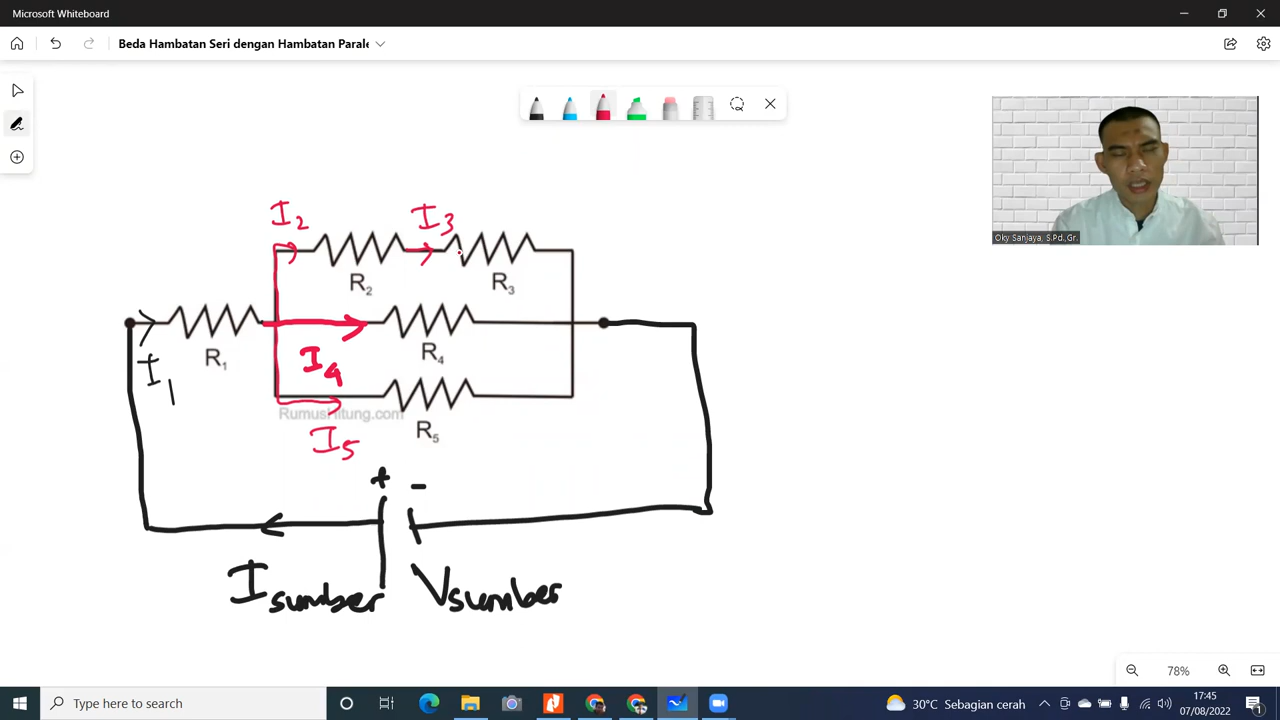 Microsoft Whiteboard
Beda Hambatan Seri dengan Hambatan Parale
Oky Sanjaya, S.Pd,Gr.
I2
I3
R2
R3
I1
R1
I4
R4
RumusHitung.com
I5
R5
+ -
Isumber
Vsumber
78%
Type here to search
30°C Sebagian cerah
17:45
07/08/2022
1